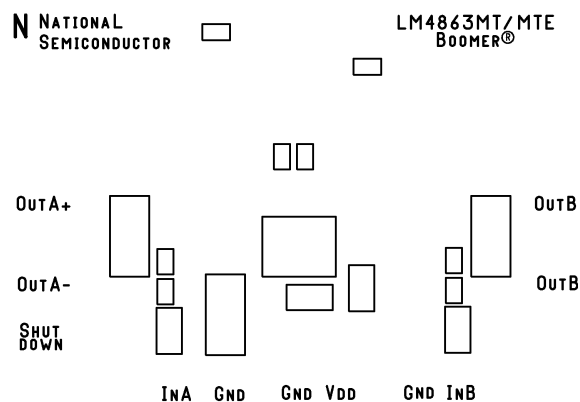 N NATIONAL
SEMICONDUCTOR
LM4863MT/MTE
BOOMER®
OUTA+
OUTB
OUTA-
OUTB
SHUT
DOWN
INA GND GND VDD GND INB